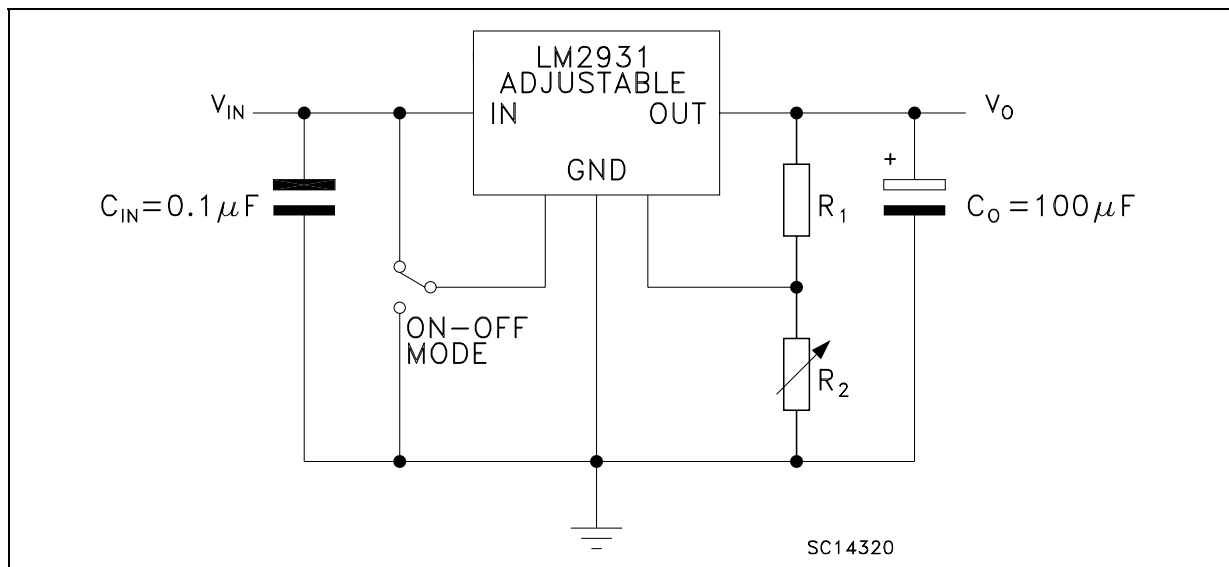 LM2931
ADJUSTABLE
V_IN
IN
OUT
V_O
GND
C_IN=0.1μF
+
R_1
C_O=100μF
ON-OFF
MODE
R_2
SC14320